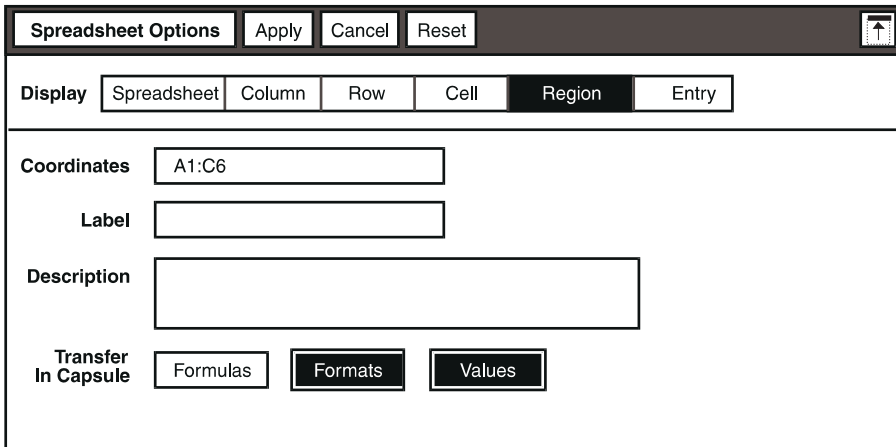 Spreadsheet Options Apply Cancel Reset
Display Spreadsheet Column Row Cell Region Entry
Coordinates A1:C6
Label
Description
Transfer
In Capsule Formulas Formats Values